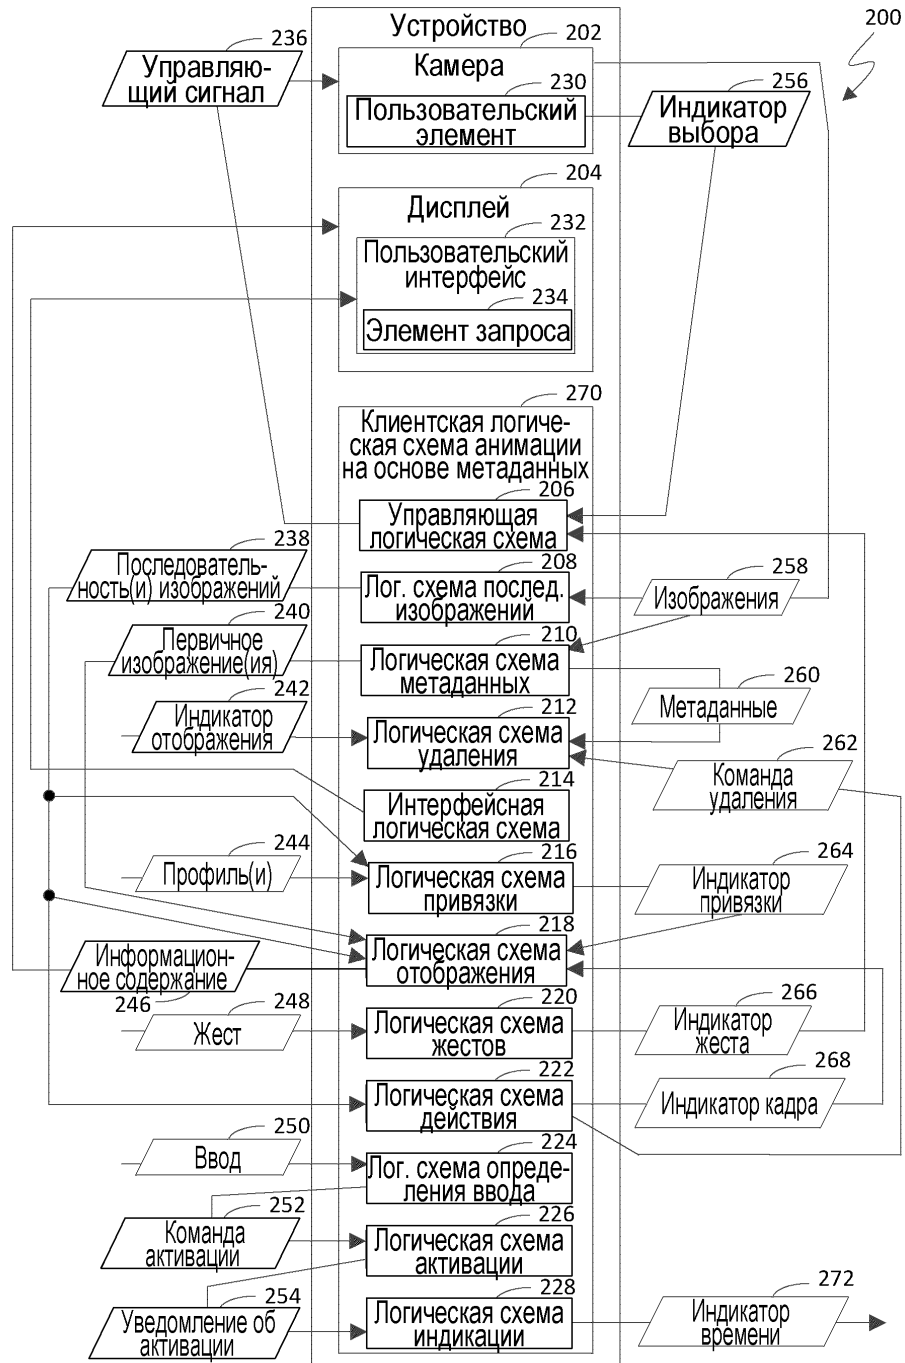 200
Устройство
202
Камера
230
Пользовательский
элемент
236
Управляю-
щий сигнал
256
Индикатор
выбора
204
Дисплей
232
Пользовательский
интерфейс
234
Элемент запроса
270
Клиентская логиче-
ская схема анимации
на основе метаданных
206
Управляющая
логическая схема
238
Последователь-
ность(и) изображений
208
Лог. схема послед.
изображений
258
Изображения
240
Первичное
изображение(ия)
210
Логическая схема
метаданных
260
Метаданные
242
Индикатор
отображения
212
Логическая схема
удаления
262
Команда
удаления
214
Интерфейсная
логическая схема
244
Профиль(и)
216
Логическая схема
привязки
264
Индикатор
привязки
218
Логическая схема
отображения
Информацион-
ное содержание
246
248
Жест
220
Логическая схема
жестов
266
Индикатор
жеста
222
Логическая схема
действия
268
Индикатор кадра
250
Ввод
224
Лог. схема опреде-
ления ввода
252
Команда
активации
226
Логическая схема
активации
254
Уведомление об
активации
228
Логическая схема
индикации
272
Индикатор
времени